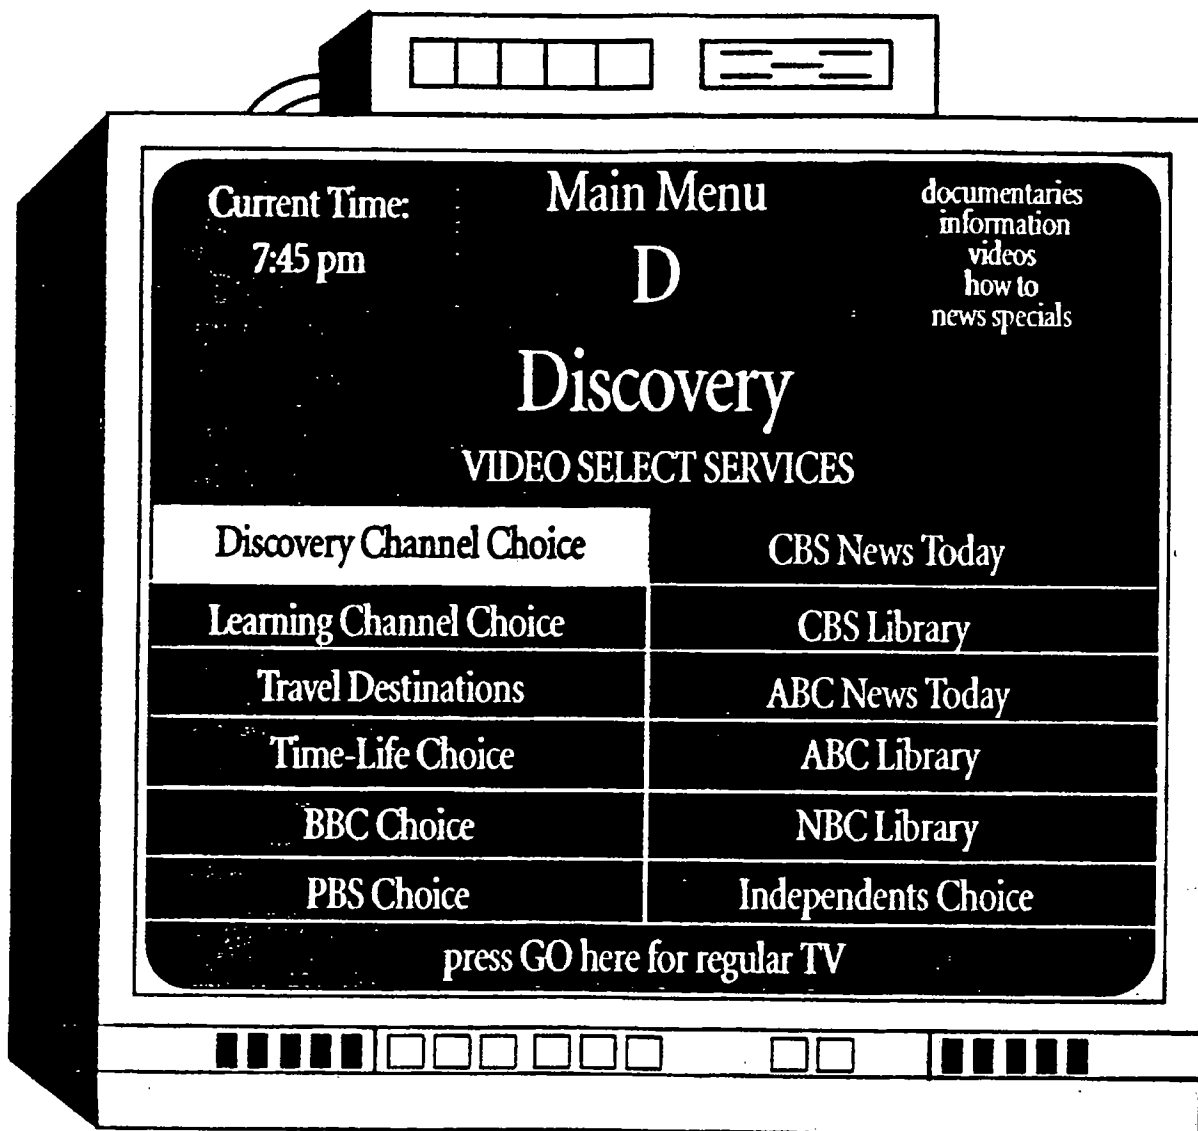 Current Time:
7:45 pm
Main Menu
D
documentaries
information
videos
how to
news specials
Discovery
VIDEO SELECT SERVICES
Discovery Channel Choice
CBS News Today
Learning Channel Choice
CBS Library
Travel Destinations
ABC News Today
Time-Life Choice
ABC Library
BBC Choice
NBC Library
PBS Choice
Independents Choice
press GO here for regular TV